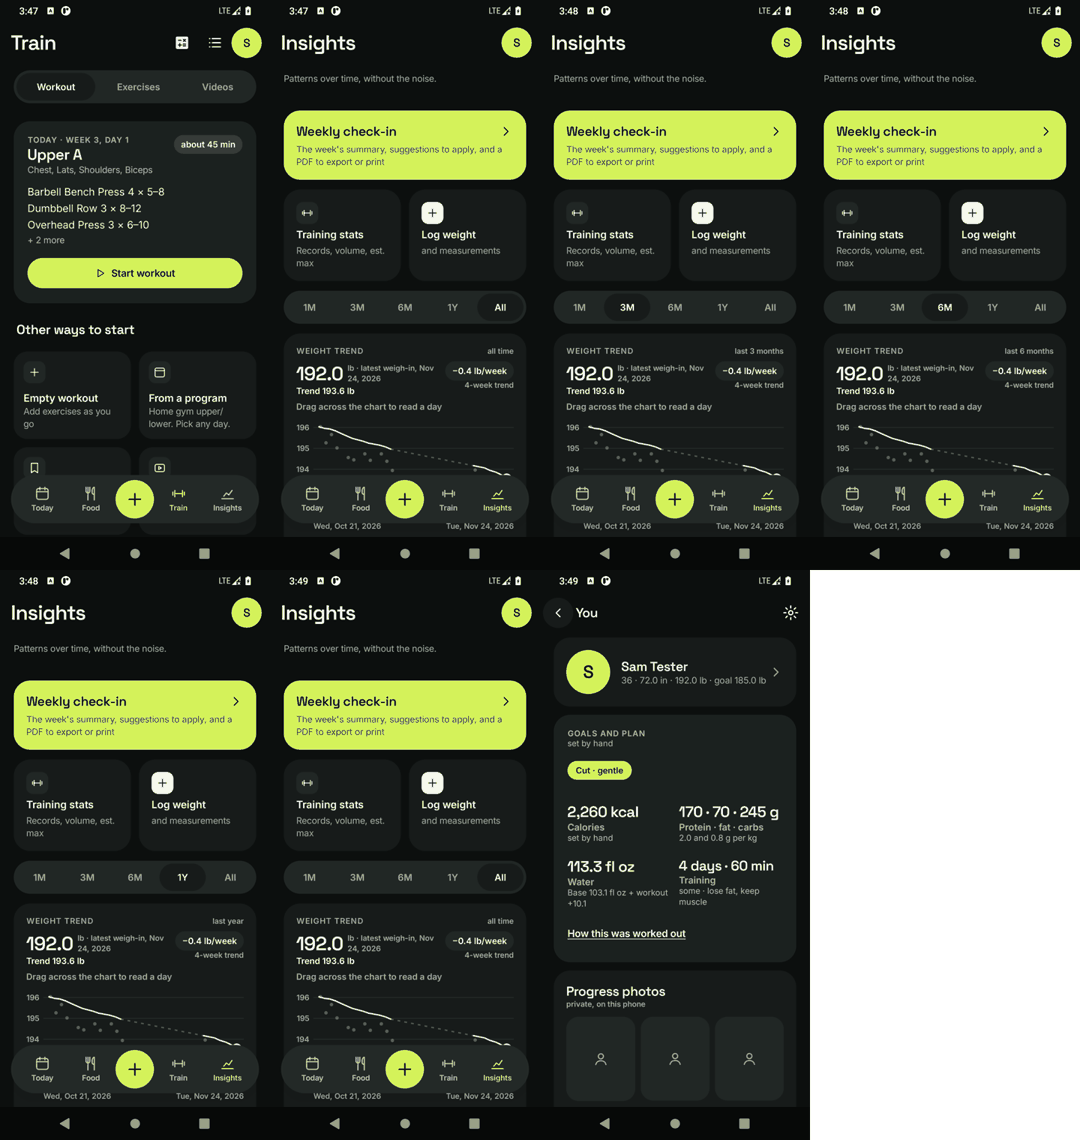 3:47
LTE
Train
S
Workout
Exercises
Videos
TODAY · WEEK 3, DAY 1
about 45 min
Upper A
Chest, Lats, Shoulders, Biceps
Barbell Bench Press 4 × 5–8
Dumbbell Row 3 × 8–12
Overhead Press 3 × 6–10
+ 2 more
Start workout
Other ways to start
Empty workout
Add exercises as you
go
From a program
Home gym upper/
lower. Pick any day.
Today
Food
Train
Insights
3:47
LTE
Insights
S
Patterns over time, without the noise.
Weekly check-in
The week's summary, suggestions to apply, and a
PDF to export or print
Training stats
Records, volume, est.
max
Log weight
and measurements
1M
3M
6M
1Y
All
WEIGHT TREND
all time
192.0
lb · latest weigh-in, Nov
24, 2026
−0.4 lb/week
4-week trend
Trend 193.6 lb
Drag across the chart to read a day
196
195
194
Today
Food
Train
Insights
Wed, Oct 21, 2026
Tue, Nov 24, 2026
3:48
LTE
Insights
S
Patterns over time, without the noise.
Weekly check-in
The week's summary, suggestions to apply, and a
PDF to export or print
Training stats
Records, volume, est.
max
Log weight
and measurements
1M
3M
6M
1Y
All
WEIGHT TREND
last 3 months
192.0
lb · latest weigh-in, Nov
24, 2026
−0.4 lb/week
4-week trend
Trend 193.6 lb
Drag across the chart to read a day
196
195
194
Today
Food
Train
Insights
Wed, Oct 21, 2026
Tue, Nov 24, 2026
3:48
LTE
Insights
S
Patterns over time, without the noise.
Weekly check-in
The week's summary, suggestions to apply, and a
PDF to export or print
Training stats
Records, volume, est.
max
Log weight
and measurements
1M
3M
6M
1Y
All
WEIGHT TREND
last 6 months
192.0
lb · latest weigh-in, Nov
24, 2026
−0.4 lb/week
4-week trend
Trend 193.6 lb
Drag across the chart to read a day
196
195
194
Today
Food
Train
Insights
Wed, Oct 21, 2026
Tue, Nov 24, 2026
3:48
LTE
Insights
S
Patterns over time, without the noise.
Weekly check-in
The week's summary, suggestions to apply, and a
PDF to export or print
Training stats
Records, volume, est.
max
Log weight
and measurements
1M
3M
6M
1Y
All
WEIGHT TREND
last year
192.0
lb · latest weigh-in, Nov
24, 2026
−0.4 lb/week
4-week trend
Trend 193.6 lb
Drag across the chart to read a day
196
195
194
Today
Food
Train
Insights
Wed, Oct 21, 2026
Tue, Nov 24, 2026
3:49
LTE
Insights
S
Patterns over time, without the noise.
Weekly check-in
The week's summary, suggestions to apply, and a
PDF to export or print
Training stats
Records, volume, est.
max
Log weight
and measurements
1M
3M
6M
1Y
All
WEIGHT TREND
all time
192.0
lb · latest weigh-in, Nov
24, 2026
−0.4 lb/week
4-week trend
Trend 193.6 lb
Drag across the chart to read a day
196
195
194
Today
Food
Train
Insights
Wed, Oct 21, 2026
Tue, Nov 24, 2026
3:49
LTE
You
S
Sam Tester
36 · 72.0 in · 192.0 lb · goal 185.0 lb
GOALS AND PLAN
set by hand
Cut · gentle
2,260 kcal
Calories
set by hand
170 · 70 · 245 g
Protein · fat · carbs
2.0 and 0.8 g per kg
113.3 fl oz
Water
Base 103.1 fl oz + workout
+10.1
4 days · 60 min
Training
some · lose fat, keep
muscle
How this was worked out
Progress photos
private, on this phone